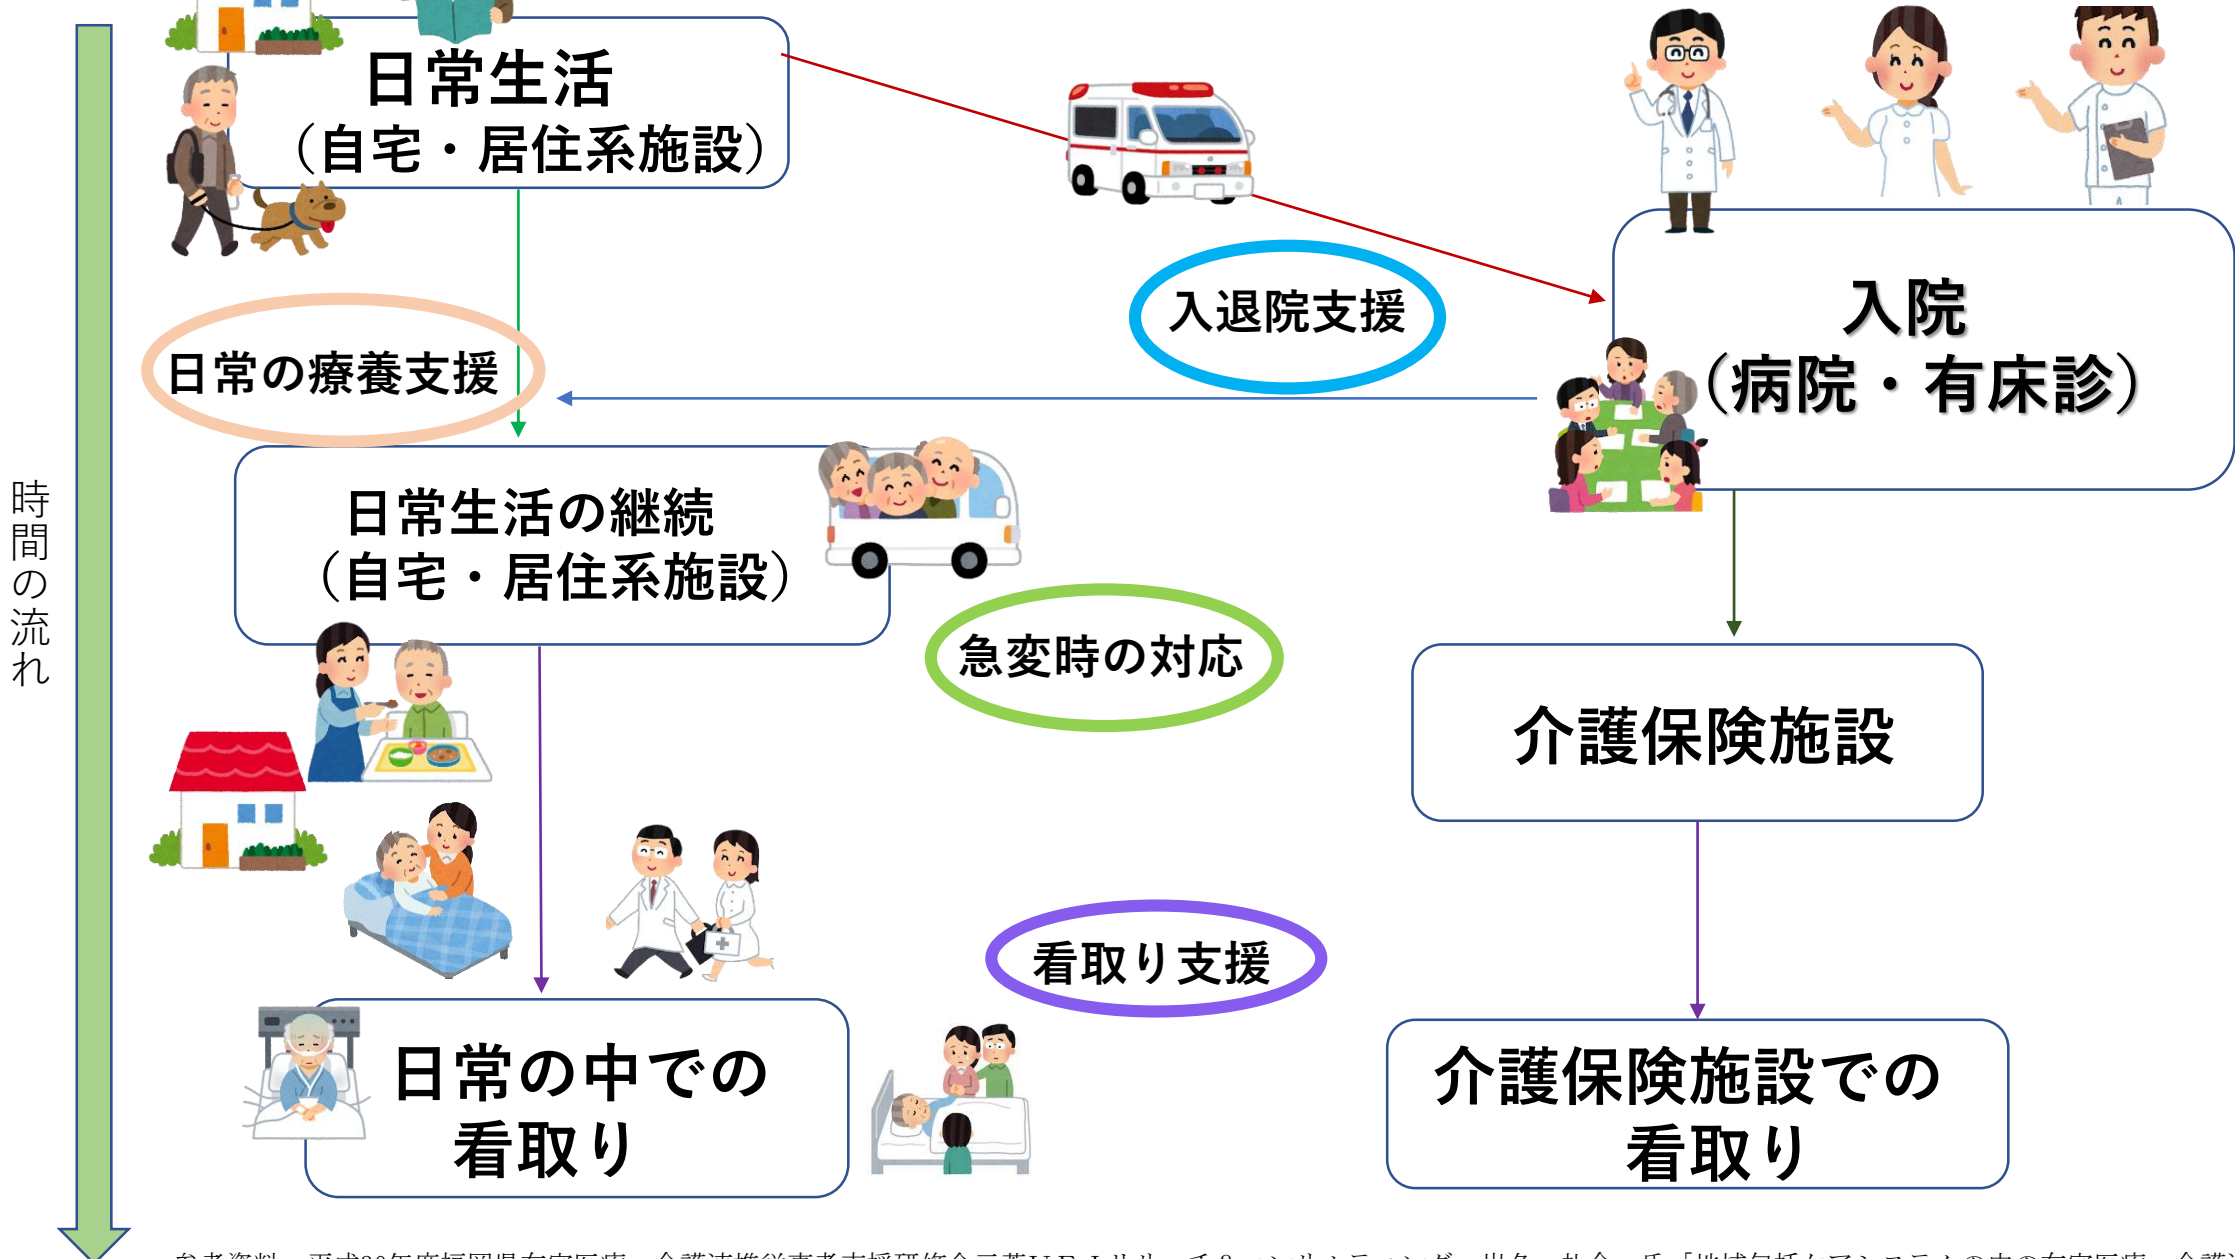 日常生活
（自宅・居住系施設）
入退院支援
入院
（病院・有床診）
日常の療養支援
時間の流れ
日常生活の継続
（自宅・居住系施設）
急変時の対応
介護保険施設
看取り支援
日常の中での
看取り
介護保険施設での
看取り